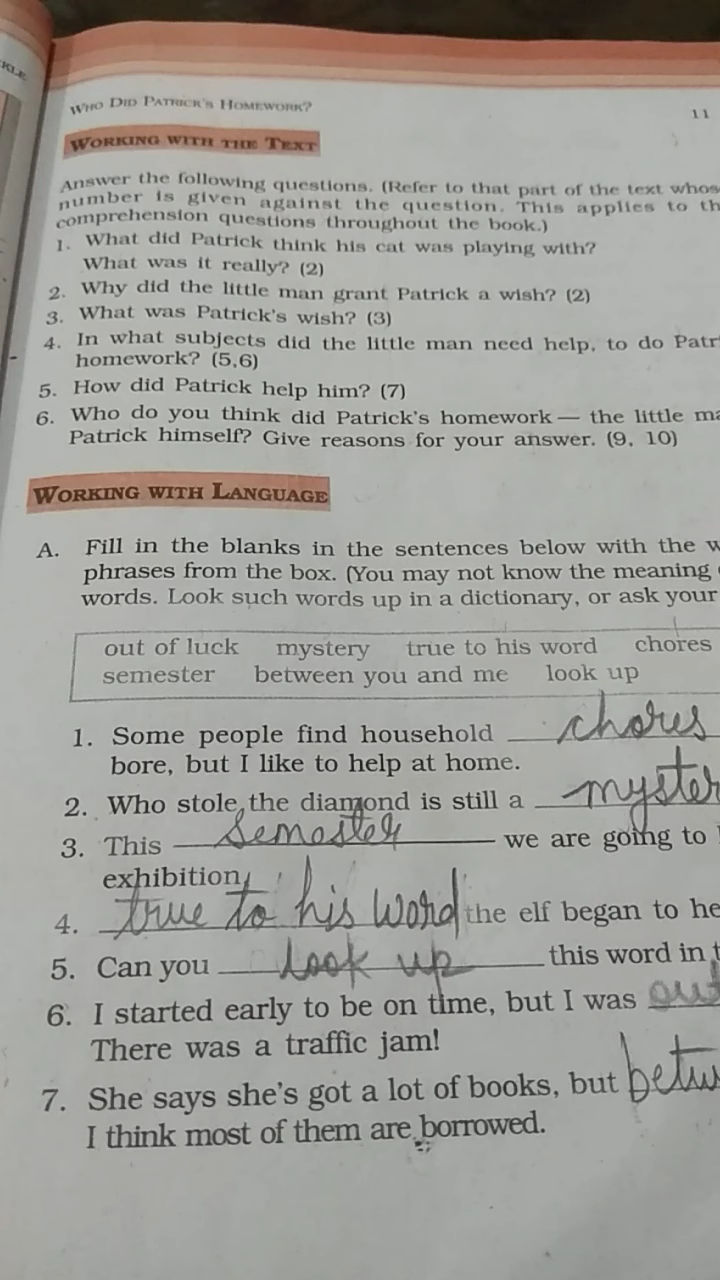 KLE
WHO DID PATRICK'S HOMEWORK?
11
WORKING WITH THE TEXT
Answer the following questions. (Refer to that part of the text whos
number is given against the question. This applies to th
comprehension questions throughout the book.)
1. What did Patrick think his cat was playing with?
What was it really? (2)
2. Why did the little man grant Patrick a wish? (2)
3. What was Patrick's wish? (3)
4. In what subjects did the little man need help, to do Patr
homework? (5,6)
5. How did Patrick help him? (7)
6. Who do you think did Patrick's homework — the little ma
Patrick himself? Give reasons for your answer. (9, 10)
WORKING WITH LANGUAGE
A. Fill in the blanks in the sentences below with the w
phrases from the box. (You may not know the meaning
words. Look such words up in a dictionary, or ask your
out of luck mystery true to his word chores
semester between you and me look up
1. Some people find household chores
bore, but I like to help at home.
2. Who stole the diamond is still a myster
3. This Semester we are going to
exhibition.
4. true to his word the elf began to he
5. Can you look up this word in t
6. I started early to be on time, but I was out
There was a traffic jam!
7. She says she's got a lot of books, but betw
I think most of them are borrowed.